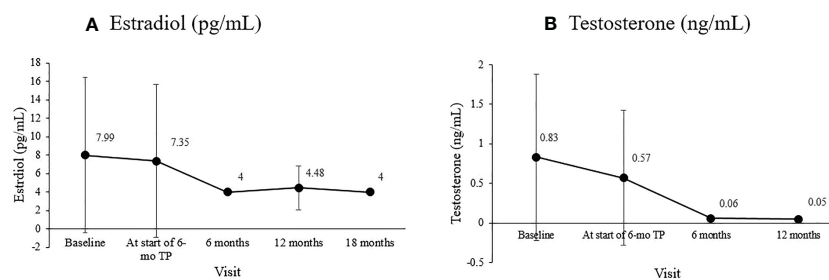 A Estradiol (pg/mL)
18
16
14
12
10
8
6
4
2
0
-2
Estrdiol (pg/mL)
7.99
7.35
4
4.48
4
Baseline
At start of 6-
mo TP
6 months
12 months
18 months
Visit
B Testosterone (ng/mL)
2
1.5
1
0.5
0
-0.5
Testosterone (ng/mL)
0.83
0.57
0.06
0.05
Baseline
At start of 6-mo TP
6 months
12 months
Visit